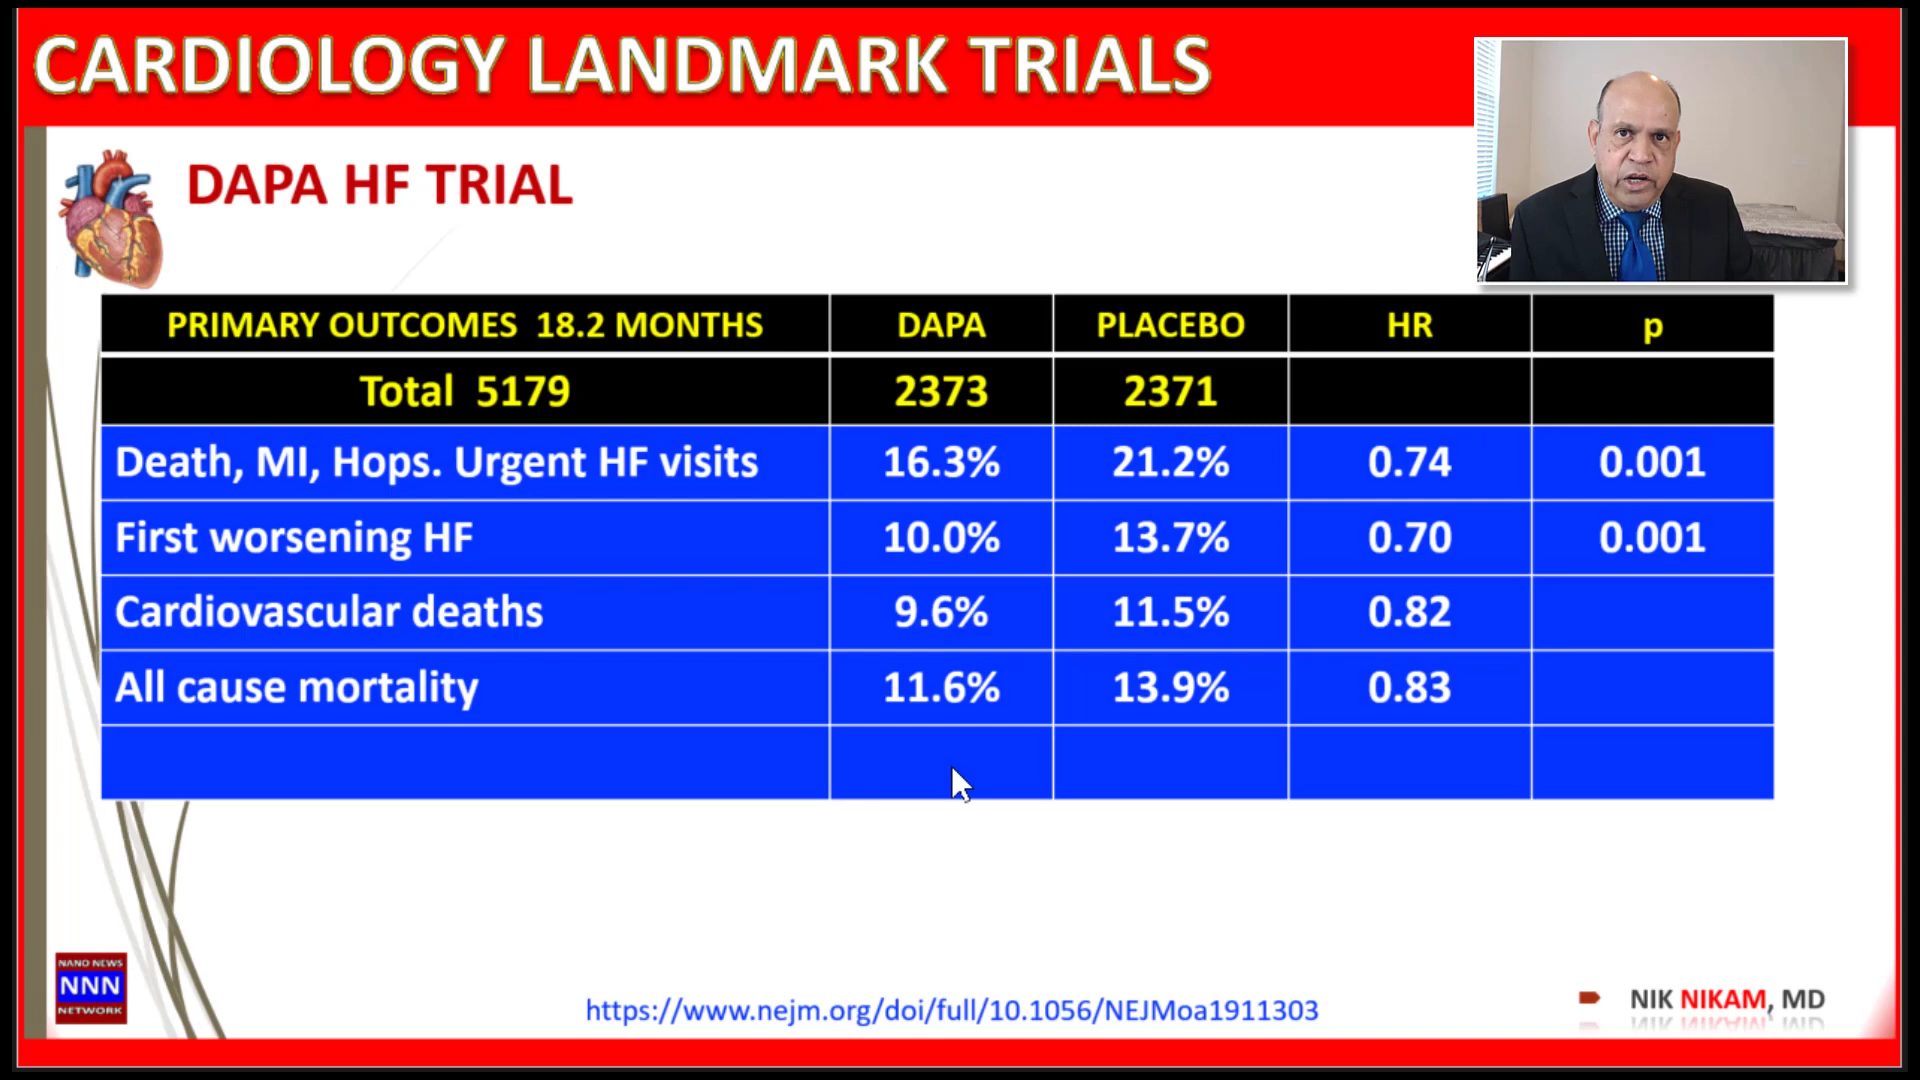 CARDIOLOGY LANDMARK TRIALS
DAPA HF TRIAL
PRIMARY OUTCOMES 18.2 MONTHS DAPA PLACEBO HR p
Total 5179 2373 2371
Death, MI, Hops. Urgent HF visits 16.3% 21.2% 0.74 0.001
First worsening HF 10.0% 13.7% 0.70 0.001
Cardiovascular deaths 9.6% 11.5% 0.82
All cause mortality 11.6% 13.9% 0.83
NANO NEWS
NNN
NETWORK
https://www.nejm.org/doi/full/10.1056/NEJMoa1911303
NIK NIKAM, MD